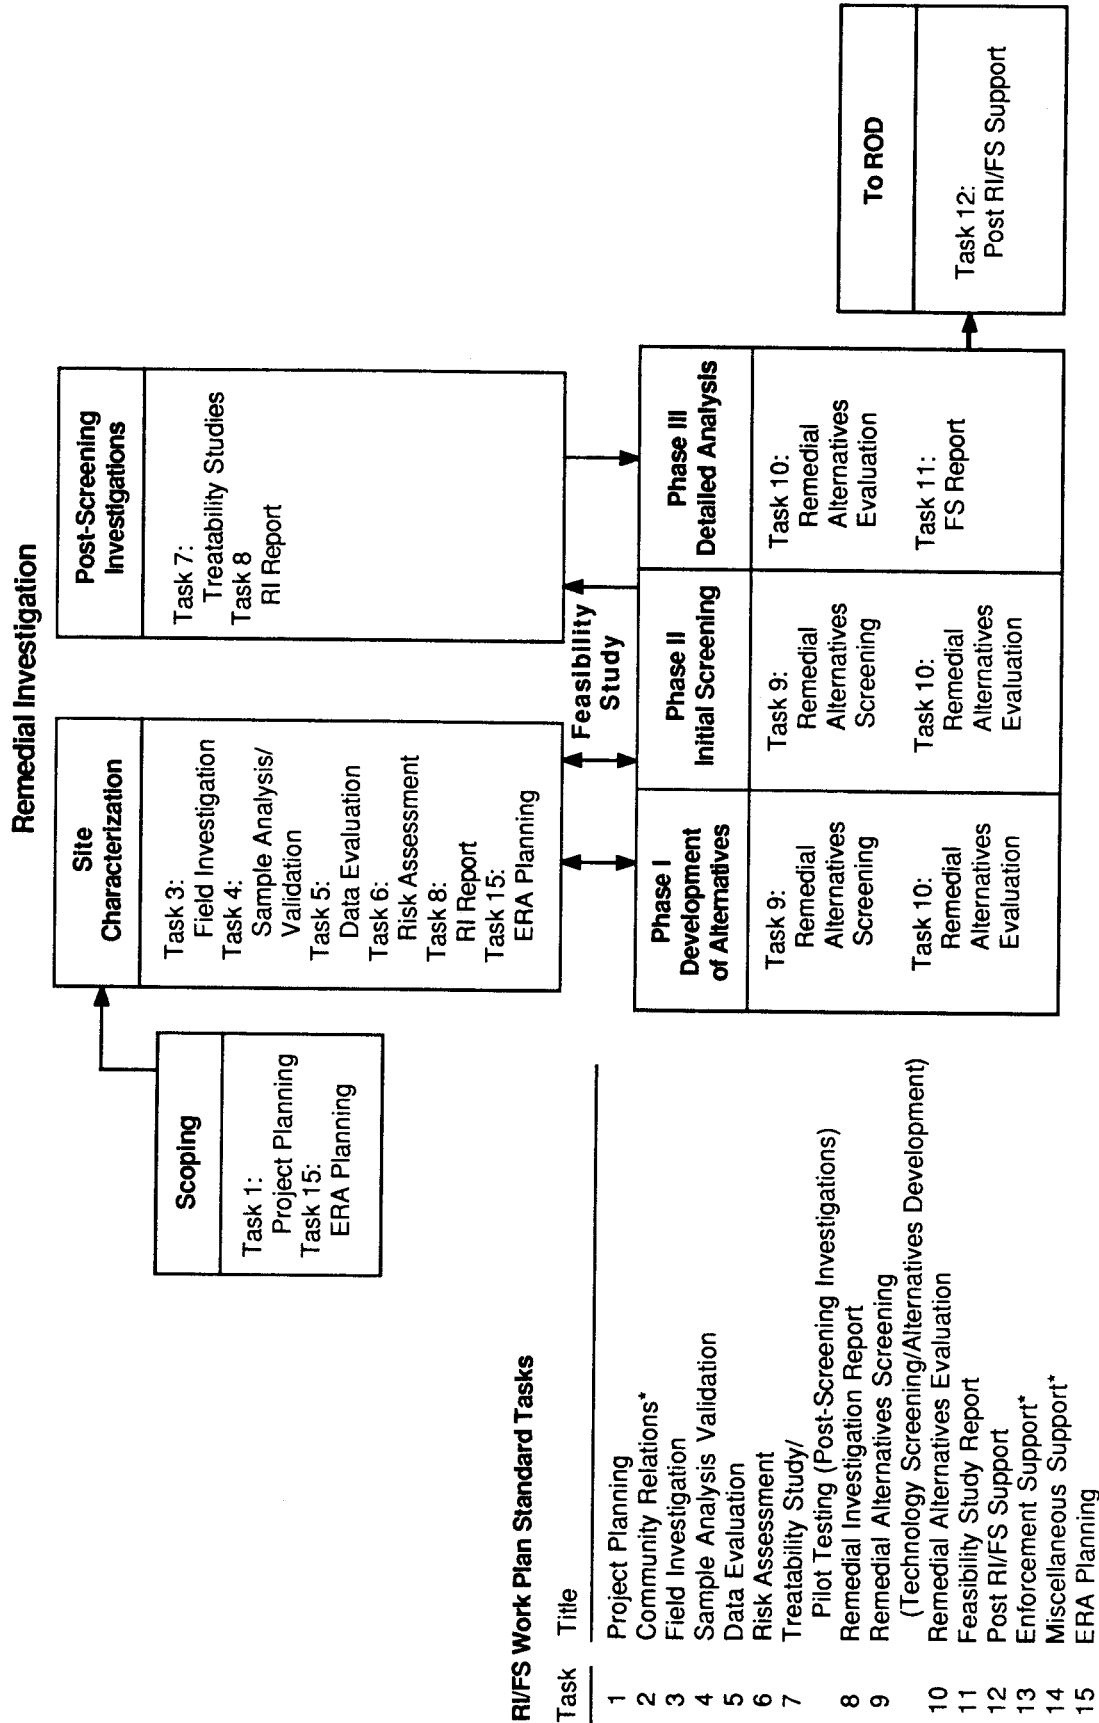 Remedial Investigation
Scoping
Task 1:
Project Planning
Task 15:
ERA Planning
Site
Characterization
Task 3:
Field Investigation
Task 4:
Sample Analysis/
Validation
Task 5:
Data Evaluation
Task 6:
Risk Assessment
Task 8:
RI Report
Task 15:
ERA Planning
Post-Screening
Investigations
Task 7:
Treatability Studies
Task 8
RI Report
Feasibility
Study
Phase I
Development
of Alternatives
Task 9:
Remedial
Alternatives
Screening
Task 10:
Remedial
Alternatives
Evaluation
Phase II
Initial Screening
Task 9:
Remedial
Alternatives
Screening
Task 10:
Remedial
Alternatives
Evaluation
Phase III
Detailed Analysis
Task 10:
Remedial
Alternatives
Evaluation
Task 11:
FS Report
To ROD
Task 12:
Post RI/FS Support
RI/FS Work Plan Standard Tasks
Task Title
1 Project Planning
2 Community Relations*
3 Field Investigation
4 Sample Analysis Validation
5 Data Evaluation
6 Risk Assessment
7 Treatability Study/
Pilot Testing (Post-Screening Investigations)
8 Remedial Investigation Report
9 Remedial Alternatives Screening
(Technology Screening/Alternatives Development)
10 Remedial Alternatives Evaluation
11 Feasibility Study Report
12 Post RI/FS Support
13 Enforcement Support*
14 Miscellaneous Support*
15 ERA Planning